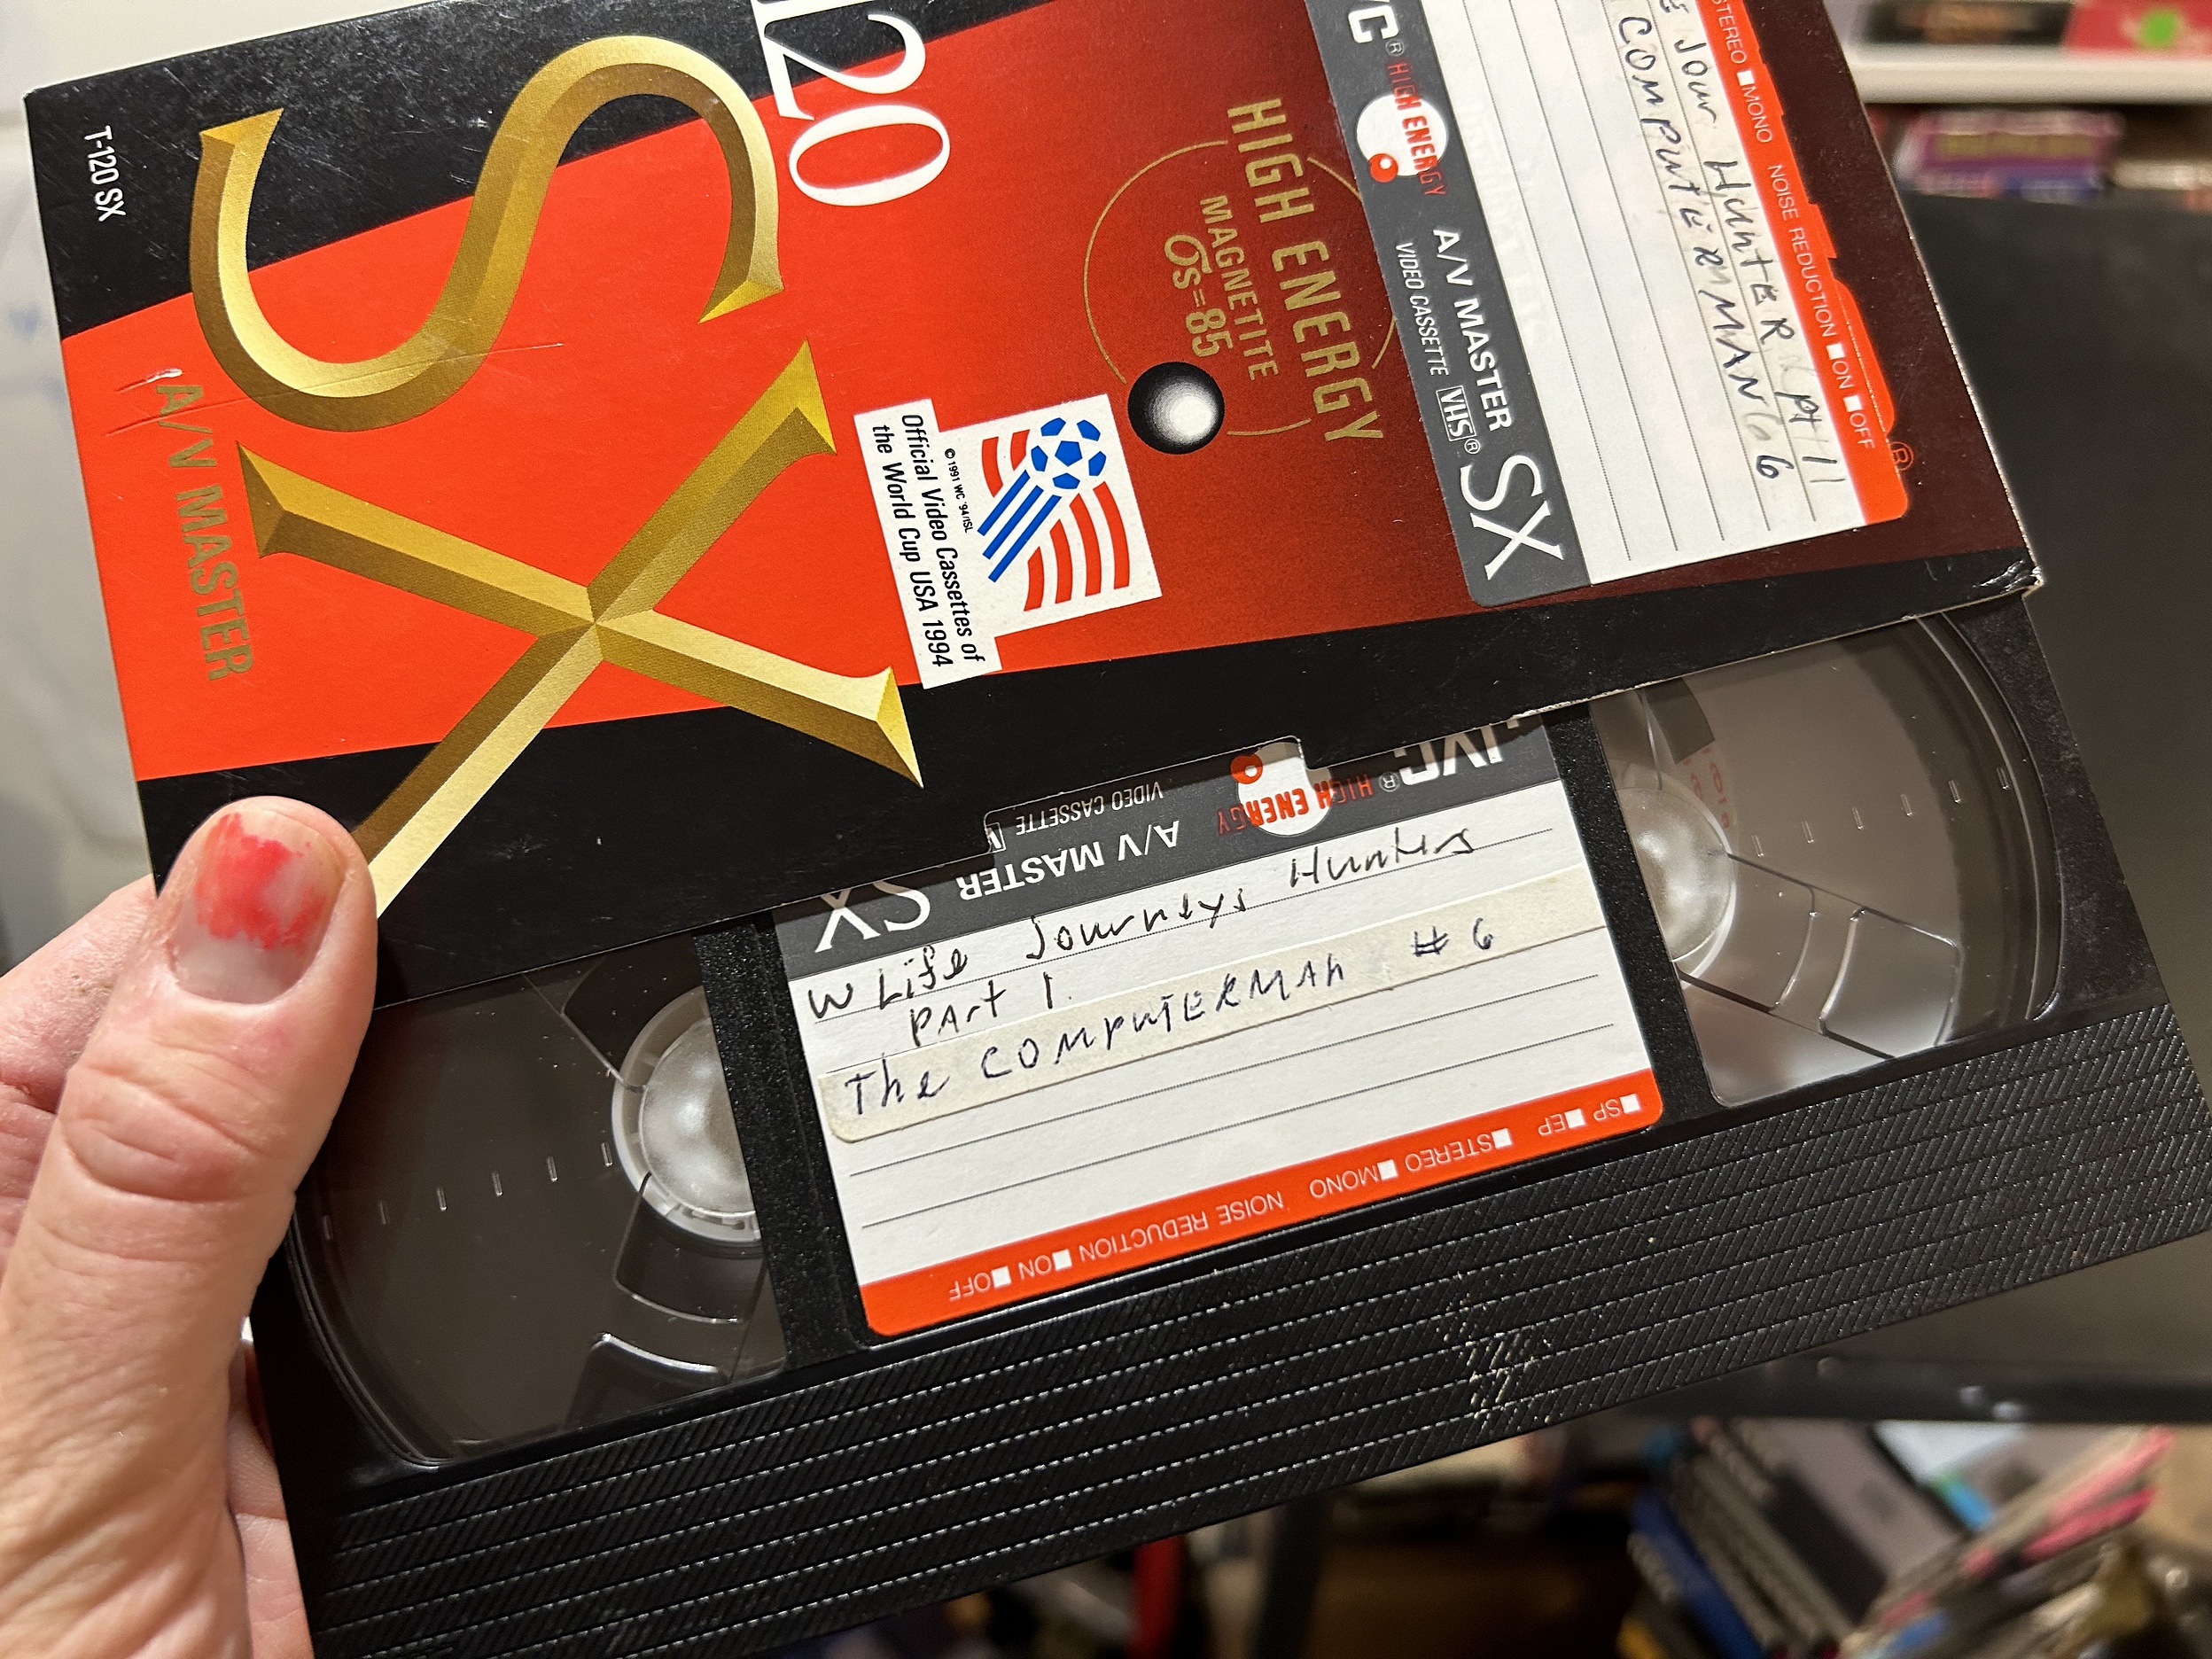 T-120 SX
SX
A/V MASTER
120
HIGH ENERGY
MAGNETITE
σs=85
©1991 WC '94/ISL
Official Video Cassettes of
the World Cup USA 1994
STEREO MONO NOISE REDUCTION ON OFF
Jour HuntER Pt 1
COMPUTERMAN 6
VC® HIGH ENERGY A/V MASTER SX
VIDEO CASSETTE VHS®
JVC® HIGH ENERGY
VIDEO CASSETTE
A/V MASTER SX
W Life Journeys Hunters
PArt 1.
The COMPUTERMAN # 6
SP EP STEREO MONO NOISE REDUCTION ON OFF